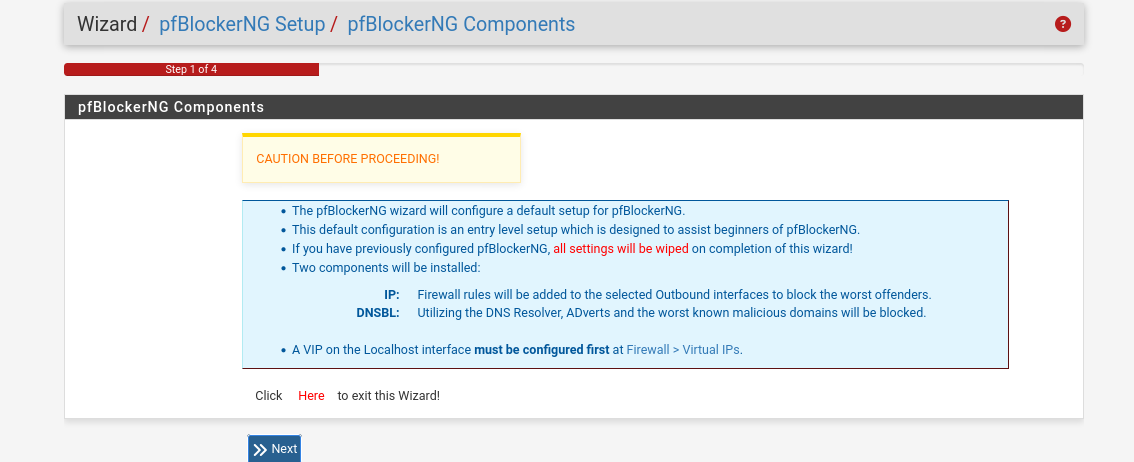 Wizard / pfBlockerNG Setup / pfBlockerNG Components
?
Step 1 of 4
pfBlockerNG Components
CAUTION BEFORE PROCEEDING!
• The pfBlockerNG wizard will configure a default setup for pfBlockerNG.
• This default configuration is an entry level setup which is designed to assist beginners of pfBlockerNG.
• If you have previously configured pfBlockerNG, all settings will be wiped on completion of this wizard!
• Two components will be installed:
IP: Firewall rules will be added to the selected Outbound interfaces to block the worst offenders.
DNSBL: Utilizing the DNS Resolver, ADverts and the worst known malicious domains will be blocked.
• A VIP on the Localhost interface must be configured first at Firewall > Virtual IPs.
Click Here to exit this Wizard!
Next